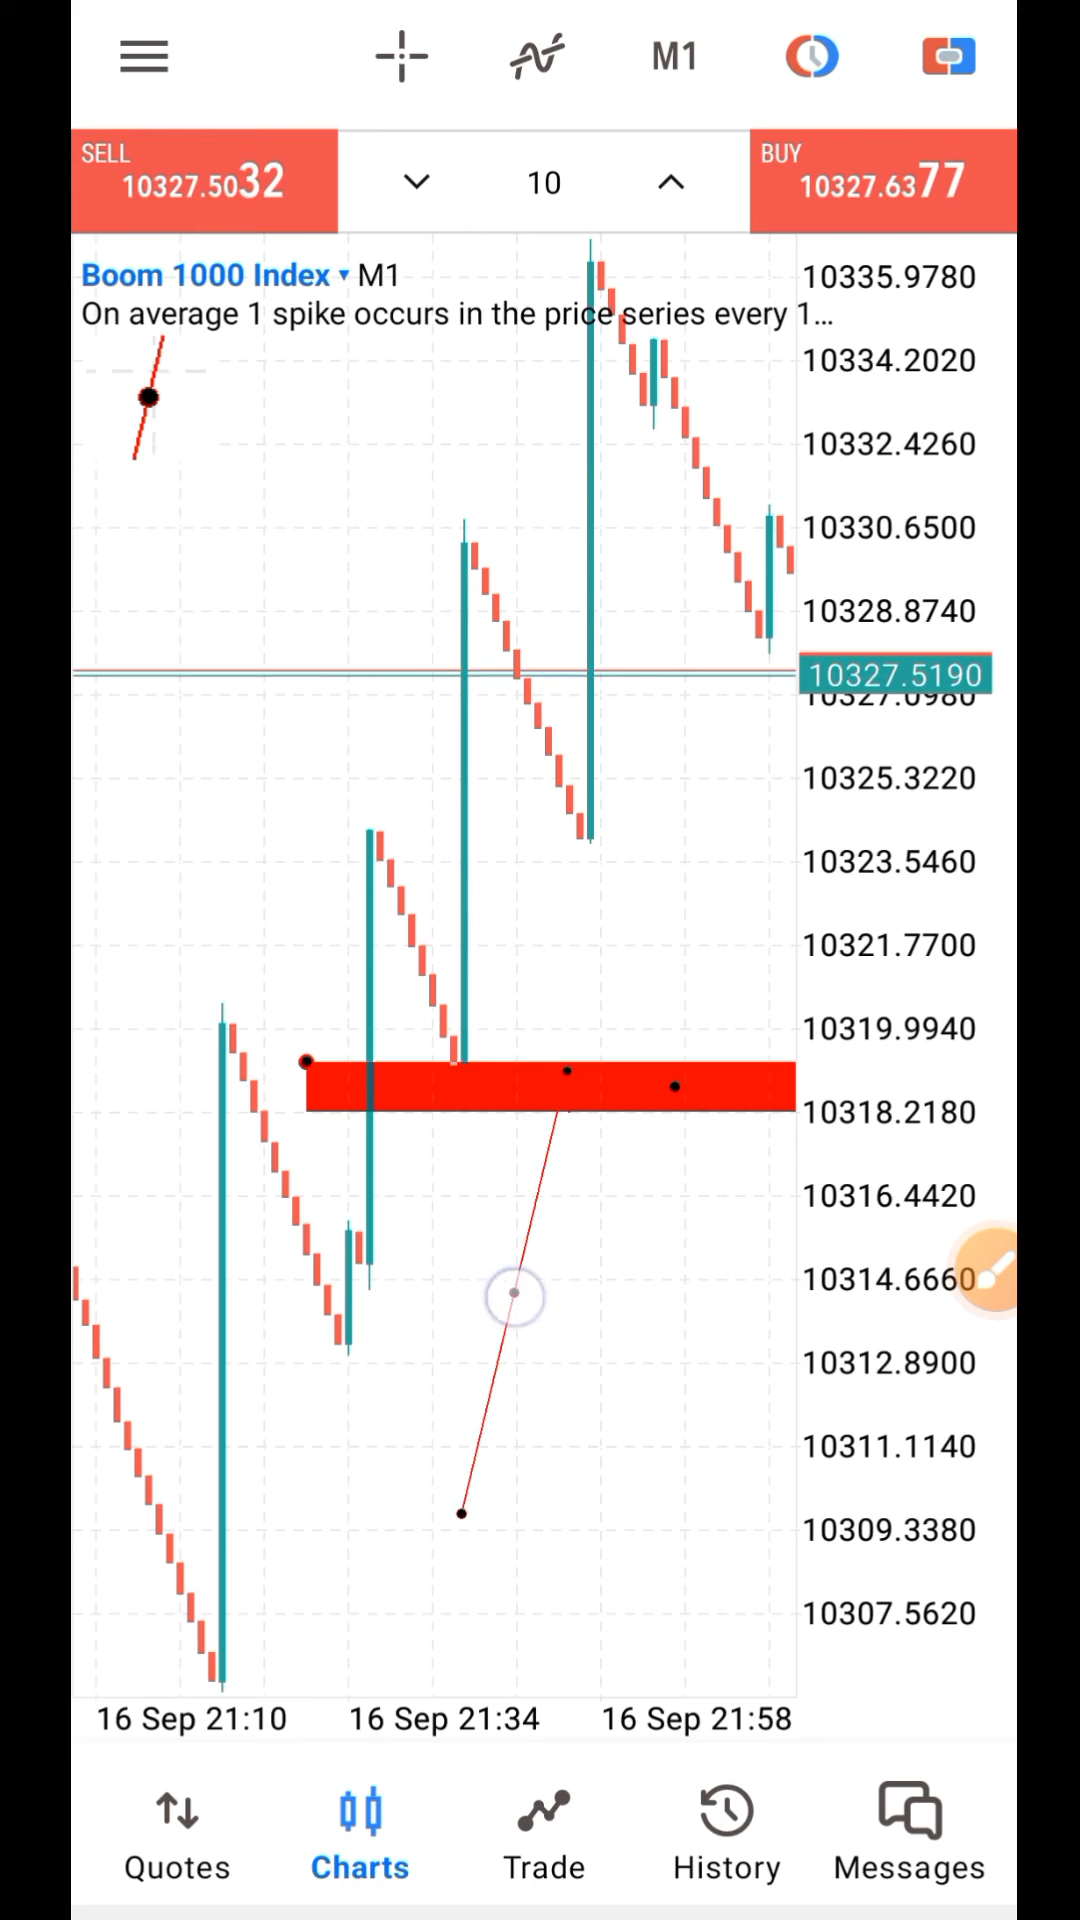 M1
SELL
10327.5032
10
BUY
10327.6377
Boom 1000 Index ▾ M1
On average 1 spike occurs in the price series every 1...
10335.9780
10334.2020
10332.4260
10330.6500
10328.8740
10327.5190
10327.0980
10325.3220
10323.5460
10321.7700
10319.9940
10318.2180
10316.4420
10314.6660
10312.8900
10311.1140
10309.3380
10307.5620
16 Sep 21:10
16 Sep 21:34
16 Sep 21:58
Quotes
Charts
Trade
History
Messages